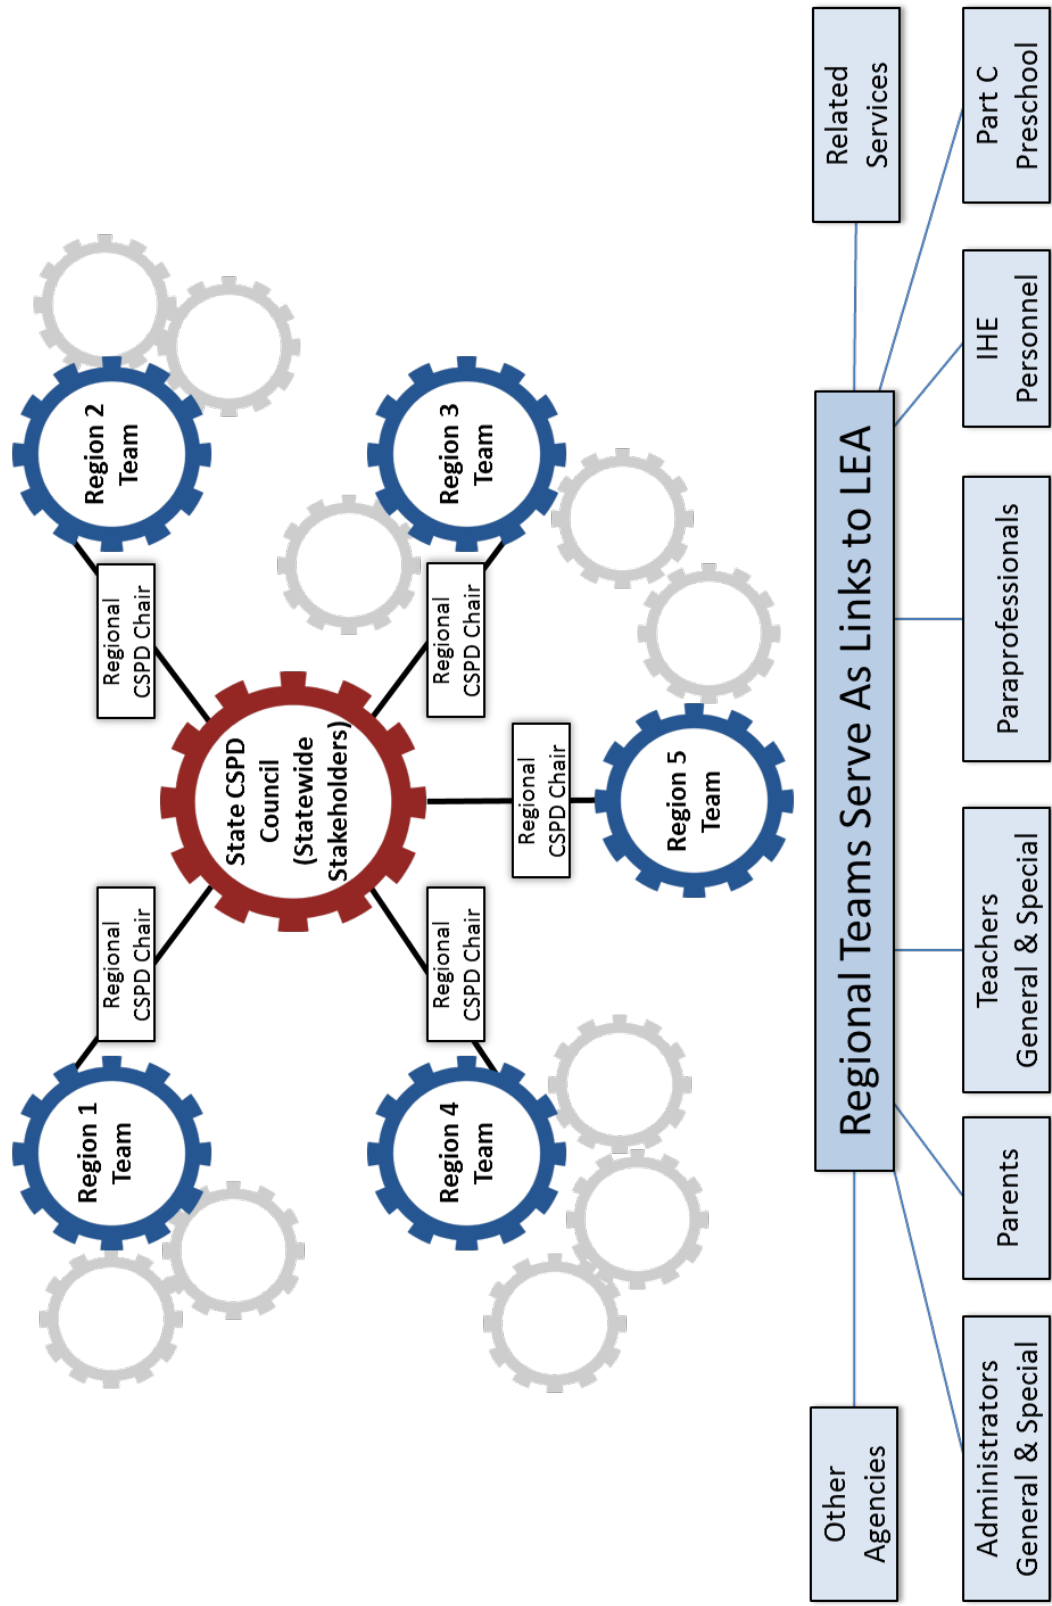 Region 1
Team
Region 2
Team
Regional
CSPD Chair
Regional
CSPD Chair
State CSPD
Council
(Statewide
Stakeholders)
Regional
CSPD Chair
Regional
CSPD Chair
Region 4
Team
Region 3
Team
Regional
CSPD Chair
Region 5
Team
Other
Agencies
Regional Teams Serve As Links to LEA
Related
Services
Administrators
General & Special
Parents
Teachers
General & Special
Paraprofessionals
IHE
Personnel
Part C
Preschool